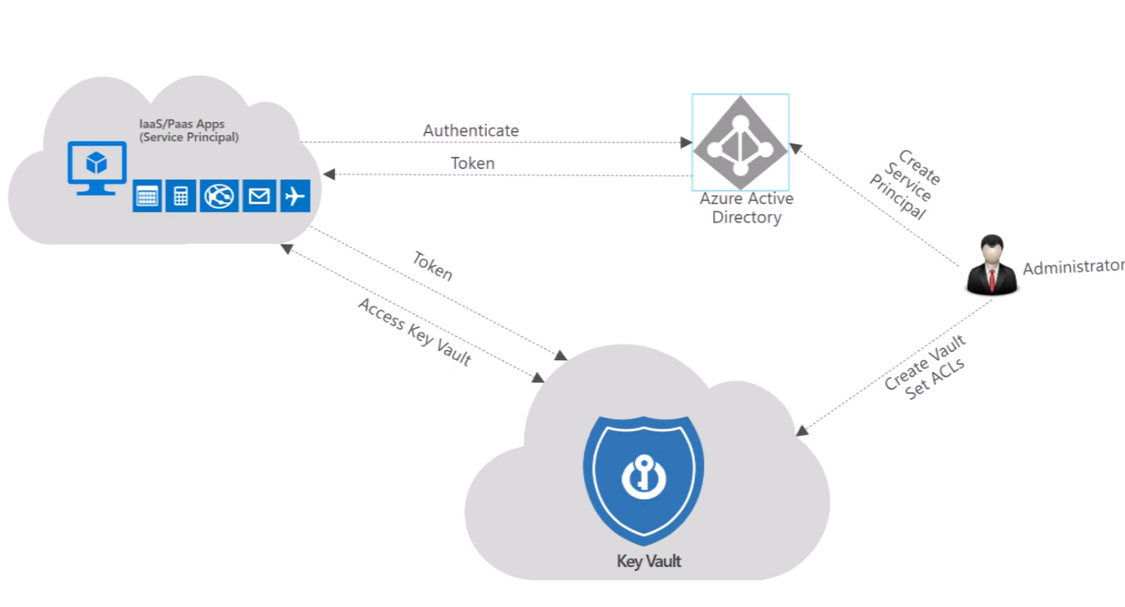 IaaS/Paas Apps
(Service Principal)
Authenticate
Token
Azure Active
Directory
Create
Service
Principal
Administrator
Token
Access Key Vault
Create Vault
Set ACLs
Key Vault